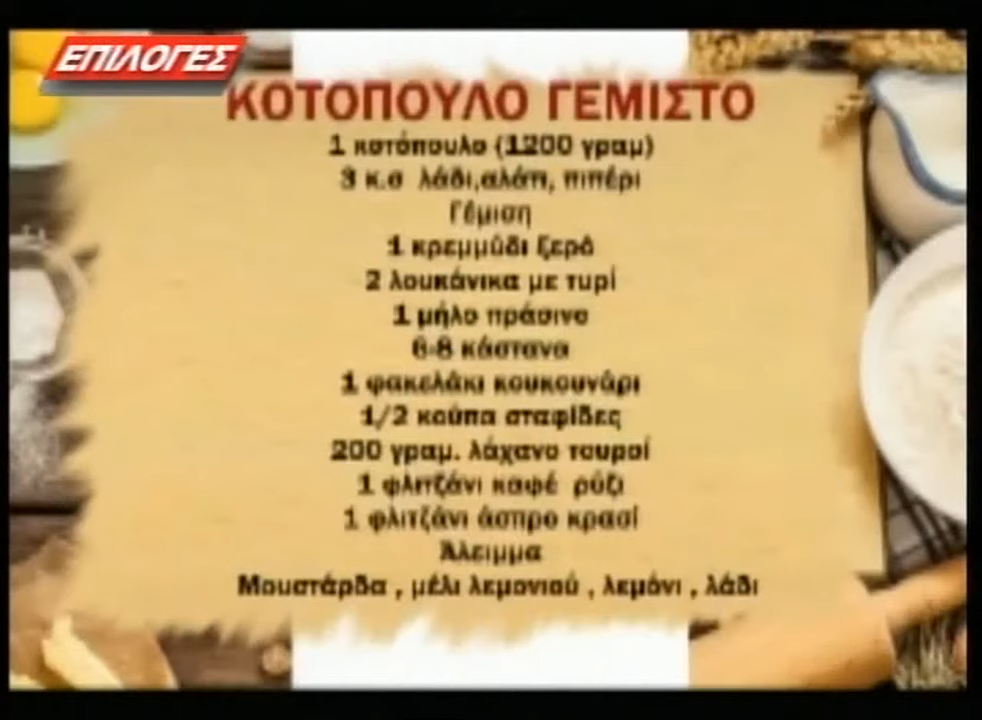 ΕΠΙΛΟΓΕΣ
ΚΟΤΟΠΟΥΛΟ ΓΕΜΙΣΤΟ
1 κοτόπουλο (1200 γραμ)
3 κ.σ λάδι,αλάτι, πιπέρι
Γέμιση
1 κρεμμύδι ξερό
2 λουκάνικα με τυρί
1 μήλο πράσινο
6-8 κάστανα
1 φακελάκι κουκουνάρι
1/2 κούπα σταφίδες
200 γραμ. λάχανο τουρσί
1 φλιτζάνι καφέ ρύζι
1 φλιτζάνι άσπρο κρασί
Άλειμμα
Μουστάρδα , μέλι λεμονιού , λεμόνι , λάδι